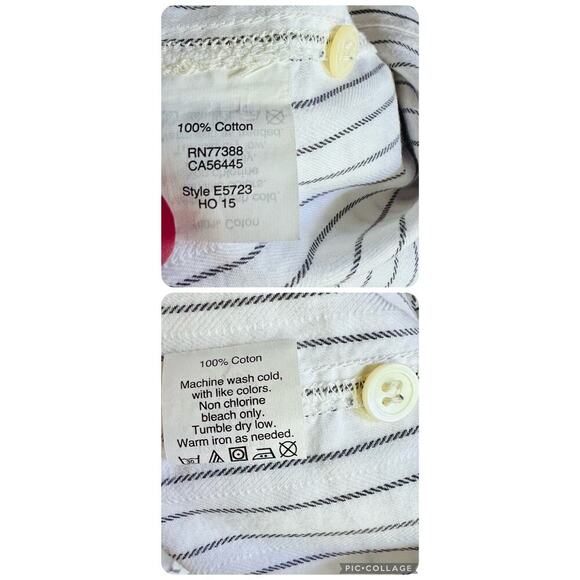 100% Cotton
RN77388
CA56445
Style E5723
HO 15
100% Coton
Machine wash cold,
with like colors.
Non chlorine
bleach only.
Tumble dry low.
Warm iron as needed.
PIC•COLLAGE